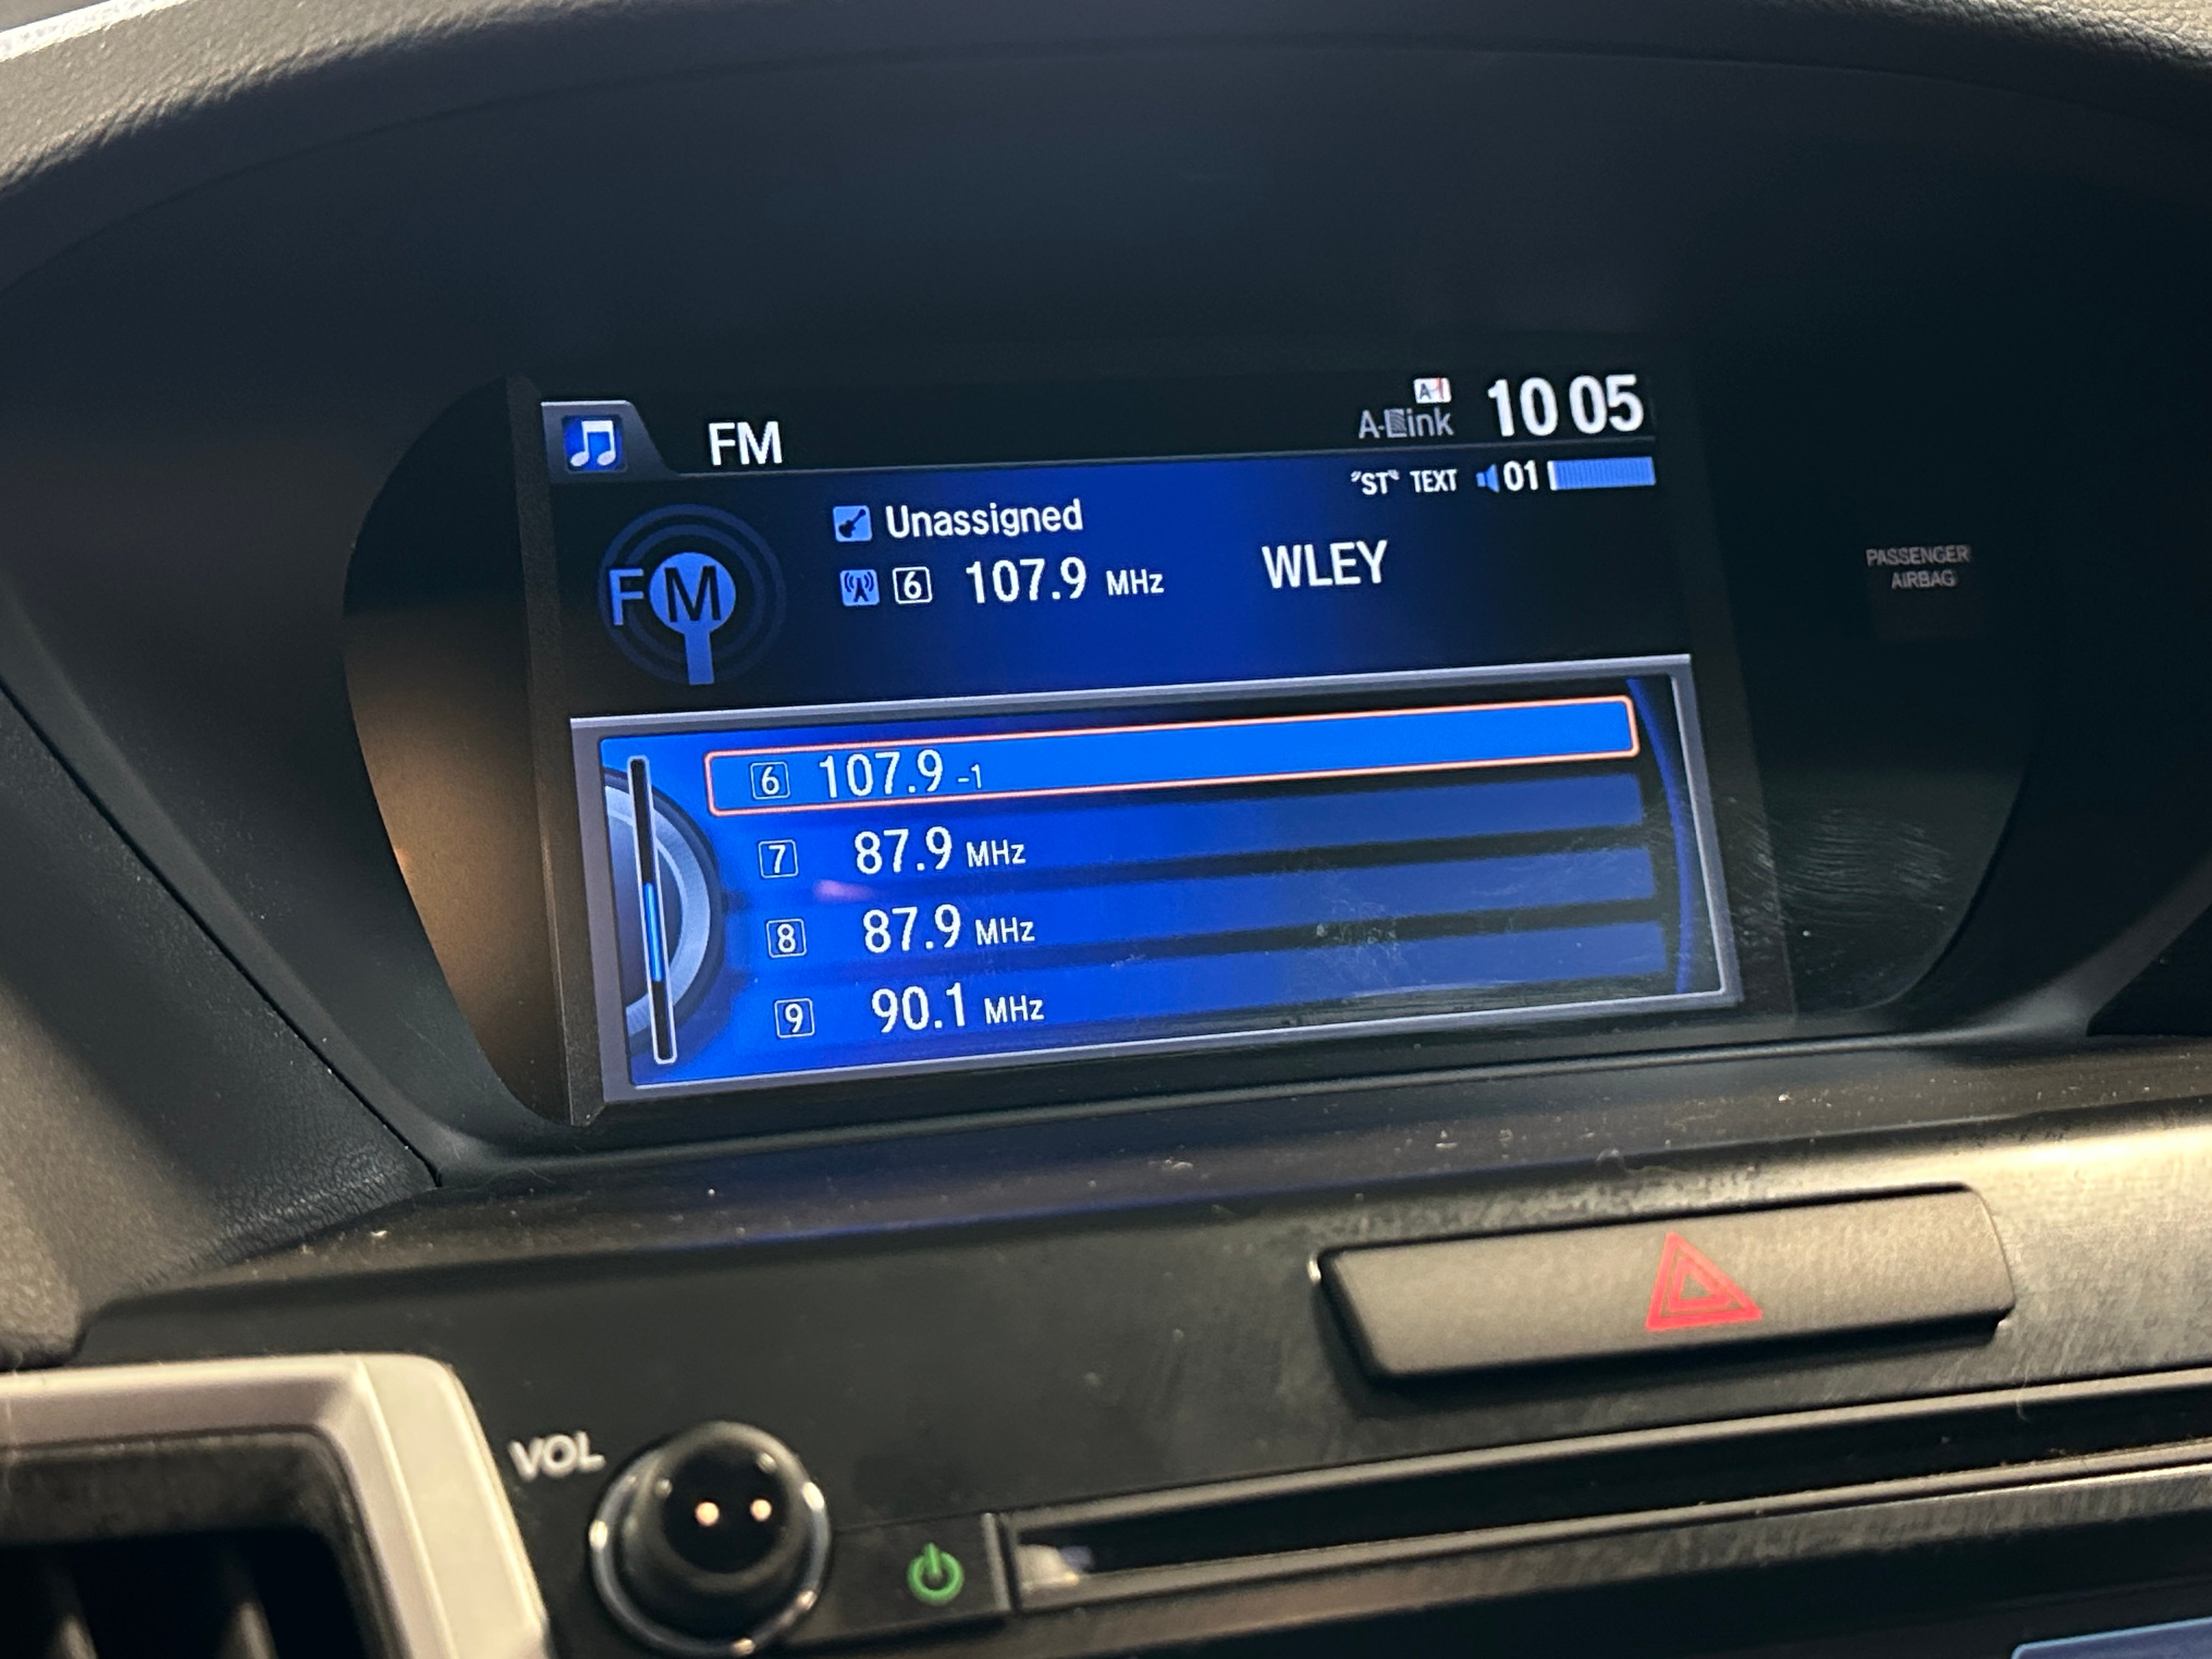 FM
A-Link 10 05
"ST" TEXT 01
Unassigned
FM
6 107.9 MHz WLEY
6 107.9 -1
7 87.9 MHz
8 87.9 MHz
9 90.1 MHz
PASSENGER
AIRBAG
VOL